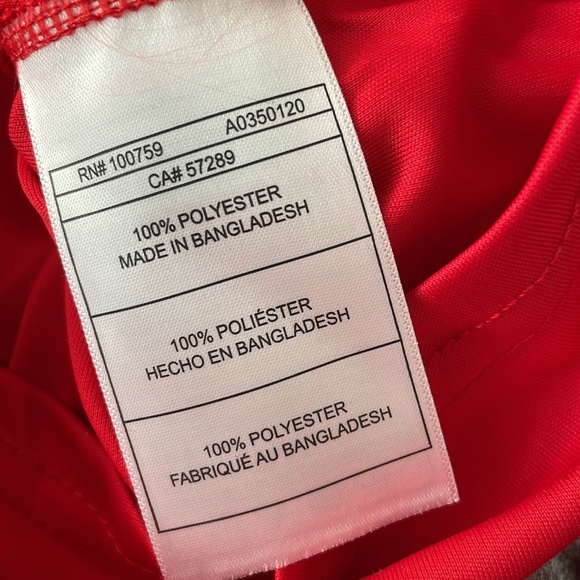 RN# 100759 A0350120
CA# 57289
100% POLYESTER
MADE IN BANGLADESH
100% POLIÉSTER
HECHO EN BANGLADESH
100% POLYESTER
FABRIQUÉ AU BANGLADESH